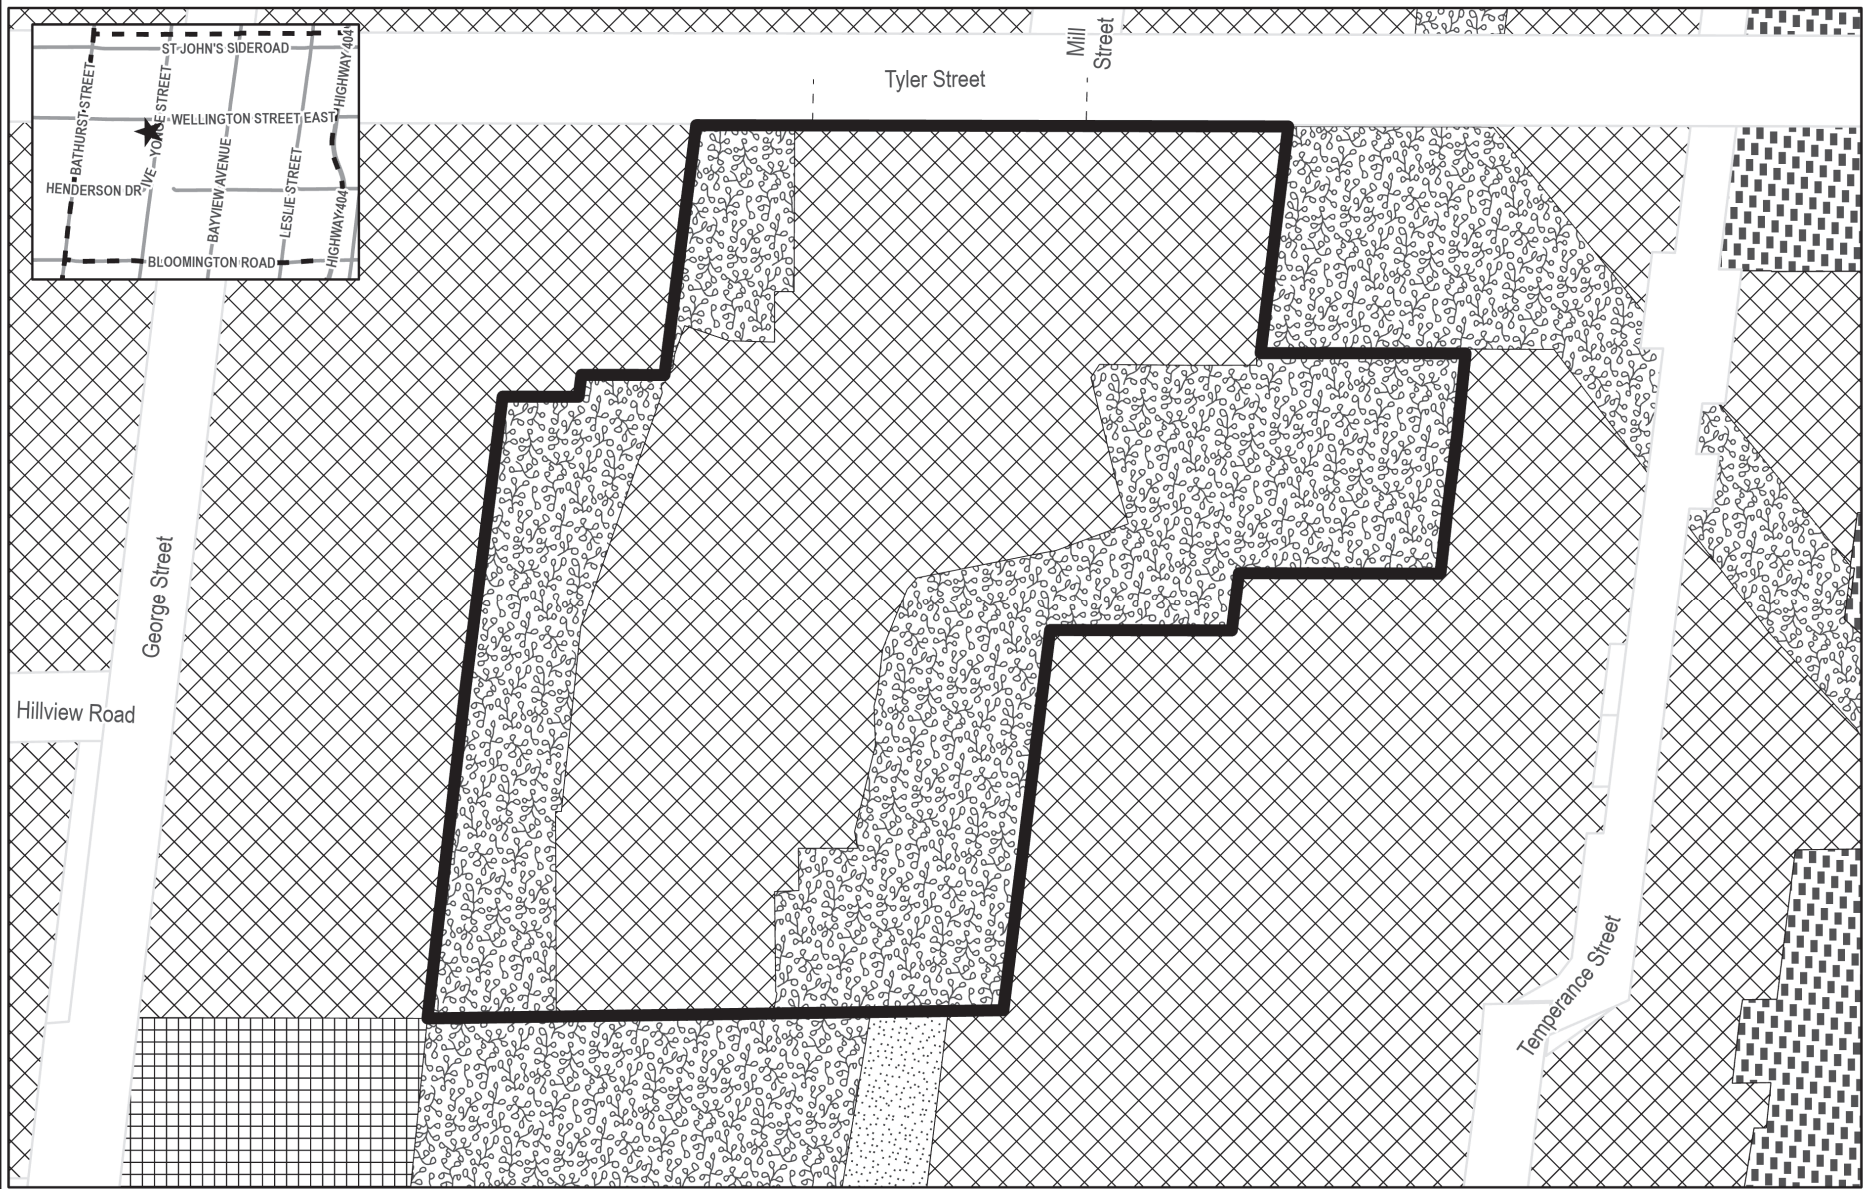 ST JOHN'S SIDEROAD
BATHURST STREET
YONGE STREET
HIGHWAY 404
WELLINGTON STREET EAST
HENDERSON DR
IVE
BAYVIEW AVENUE
LESLIE STREET
HIGHWAY 404
BLOOMINGTON ROAD
Tyler Street
Mill
Street
George Street
Hillview Road
Temperance Street